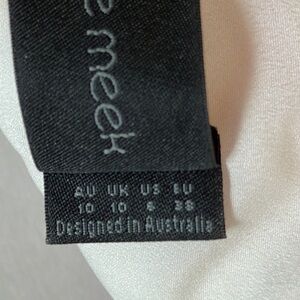 e meek
AU UK US EU
10 10 6 38
Designed in Australia